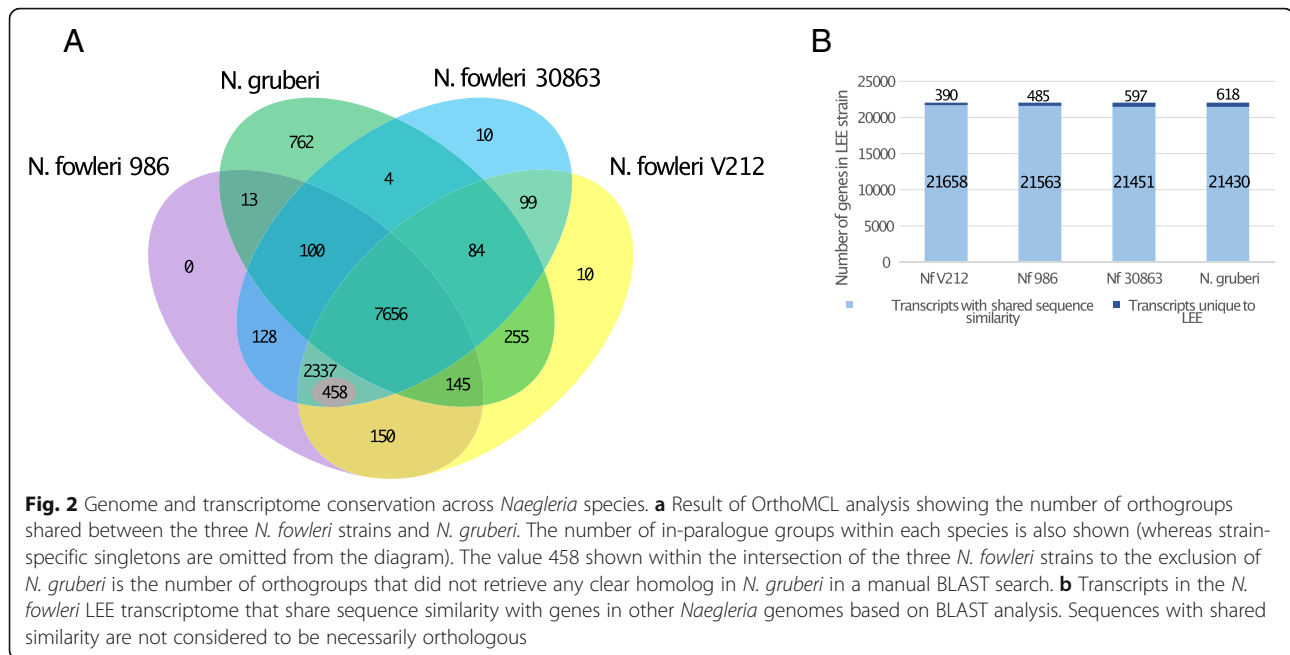 A
N. gruberi
N. fowleri 30863
N. fowleri 986
N. fowleri V212
762
10
13
4
99
0
100
84
10
7656
128
255
2337
458
145
150
B
Number of genes in LEE strain
25000
20000
15000
10000
5000
0
390
485
597
618
21658
21563
21451
21430
Nf V212
Nf 986
Nf 30863
N. gruberi
Transcripts with shared sequence
similarity
Transcripts unique to
LEE
Fig. 2 Genome and transcriptome conservation across Naegleria species. a Result of OrthoMCL analysis showing the number of orthogroups
shared between the three N. fowleri strains and N. gruberi. The number of in-paralogue groups within each species is also shown (whereas strain-
specific singletons are omitted from the diagram). The value 458 shown within the intersection of the three N. fowleri strains to the exclusion of
N. gruberi is the number of orthogroups that did not retrieve any clear homolog in N. gruberi in a manual BLAST search. b Transcripts in the N.
fowleri LEE transcriptome that share sequence similarity with genes in other Naegleria genomes based on BLAST analysis. Sequences with shared
similarity are not considered to be necessarily orthologous